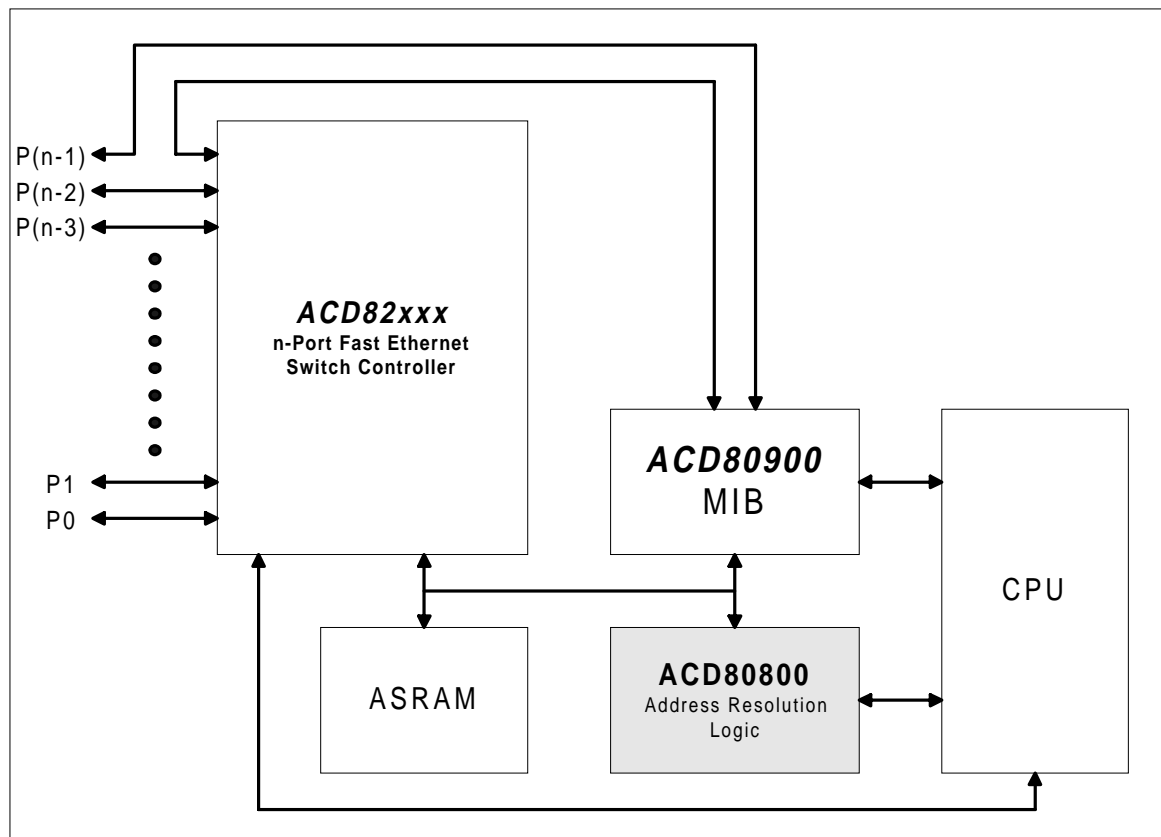 P(n-1)
P(n-2)
P(n-3)
ACD82xxx
n-Port Fast Ethernet
Switch Controller
P1
P0
ACD80900
MIB
CPU
ASRAM
ACD80800
Address Resolution
Logic